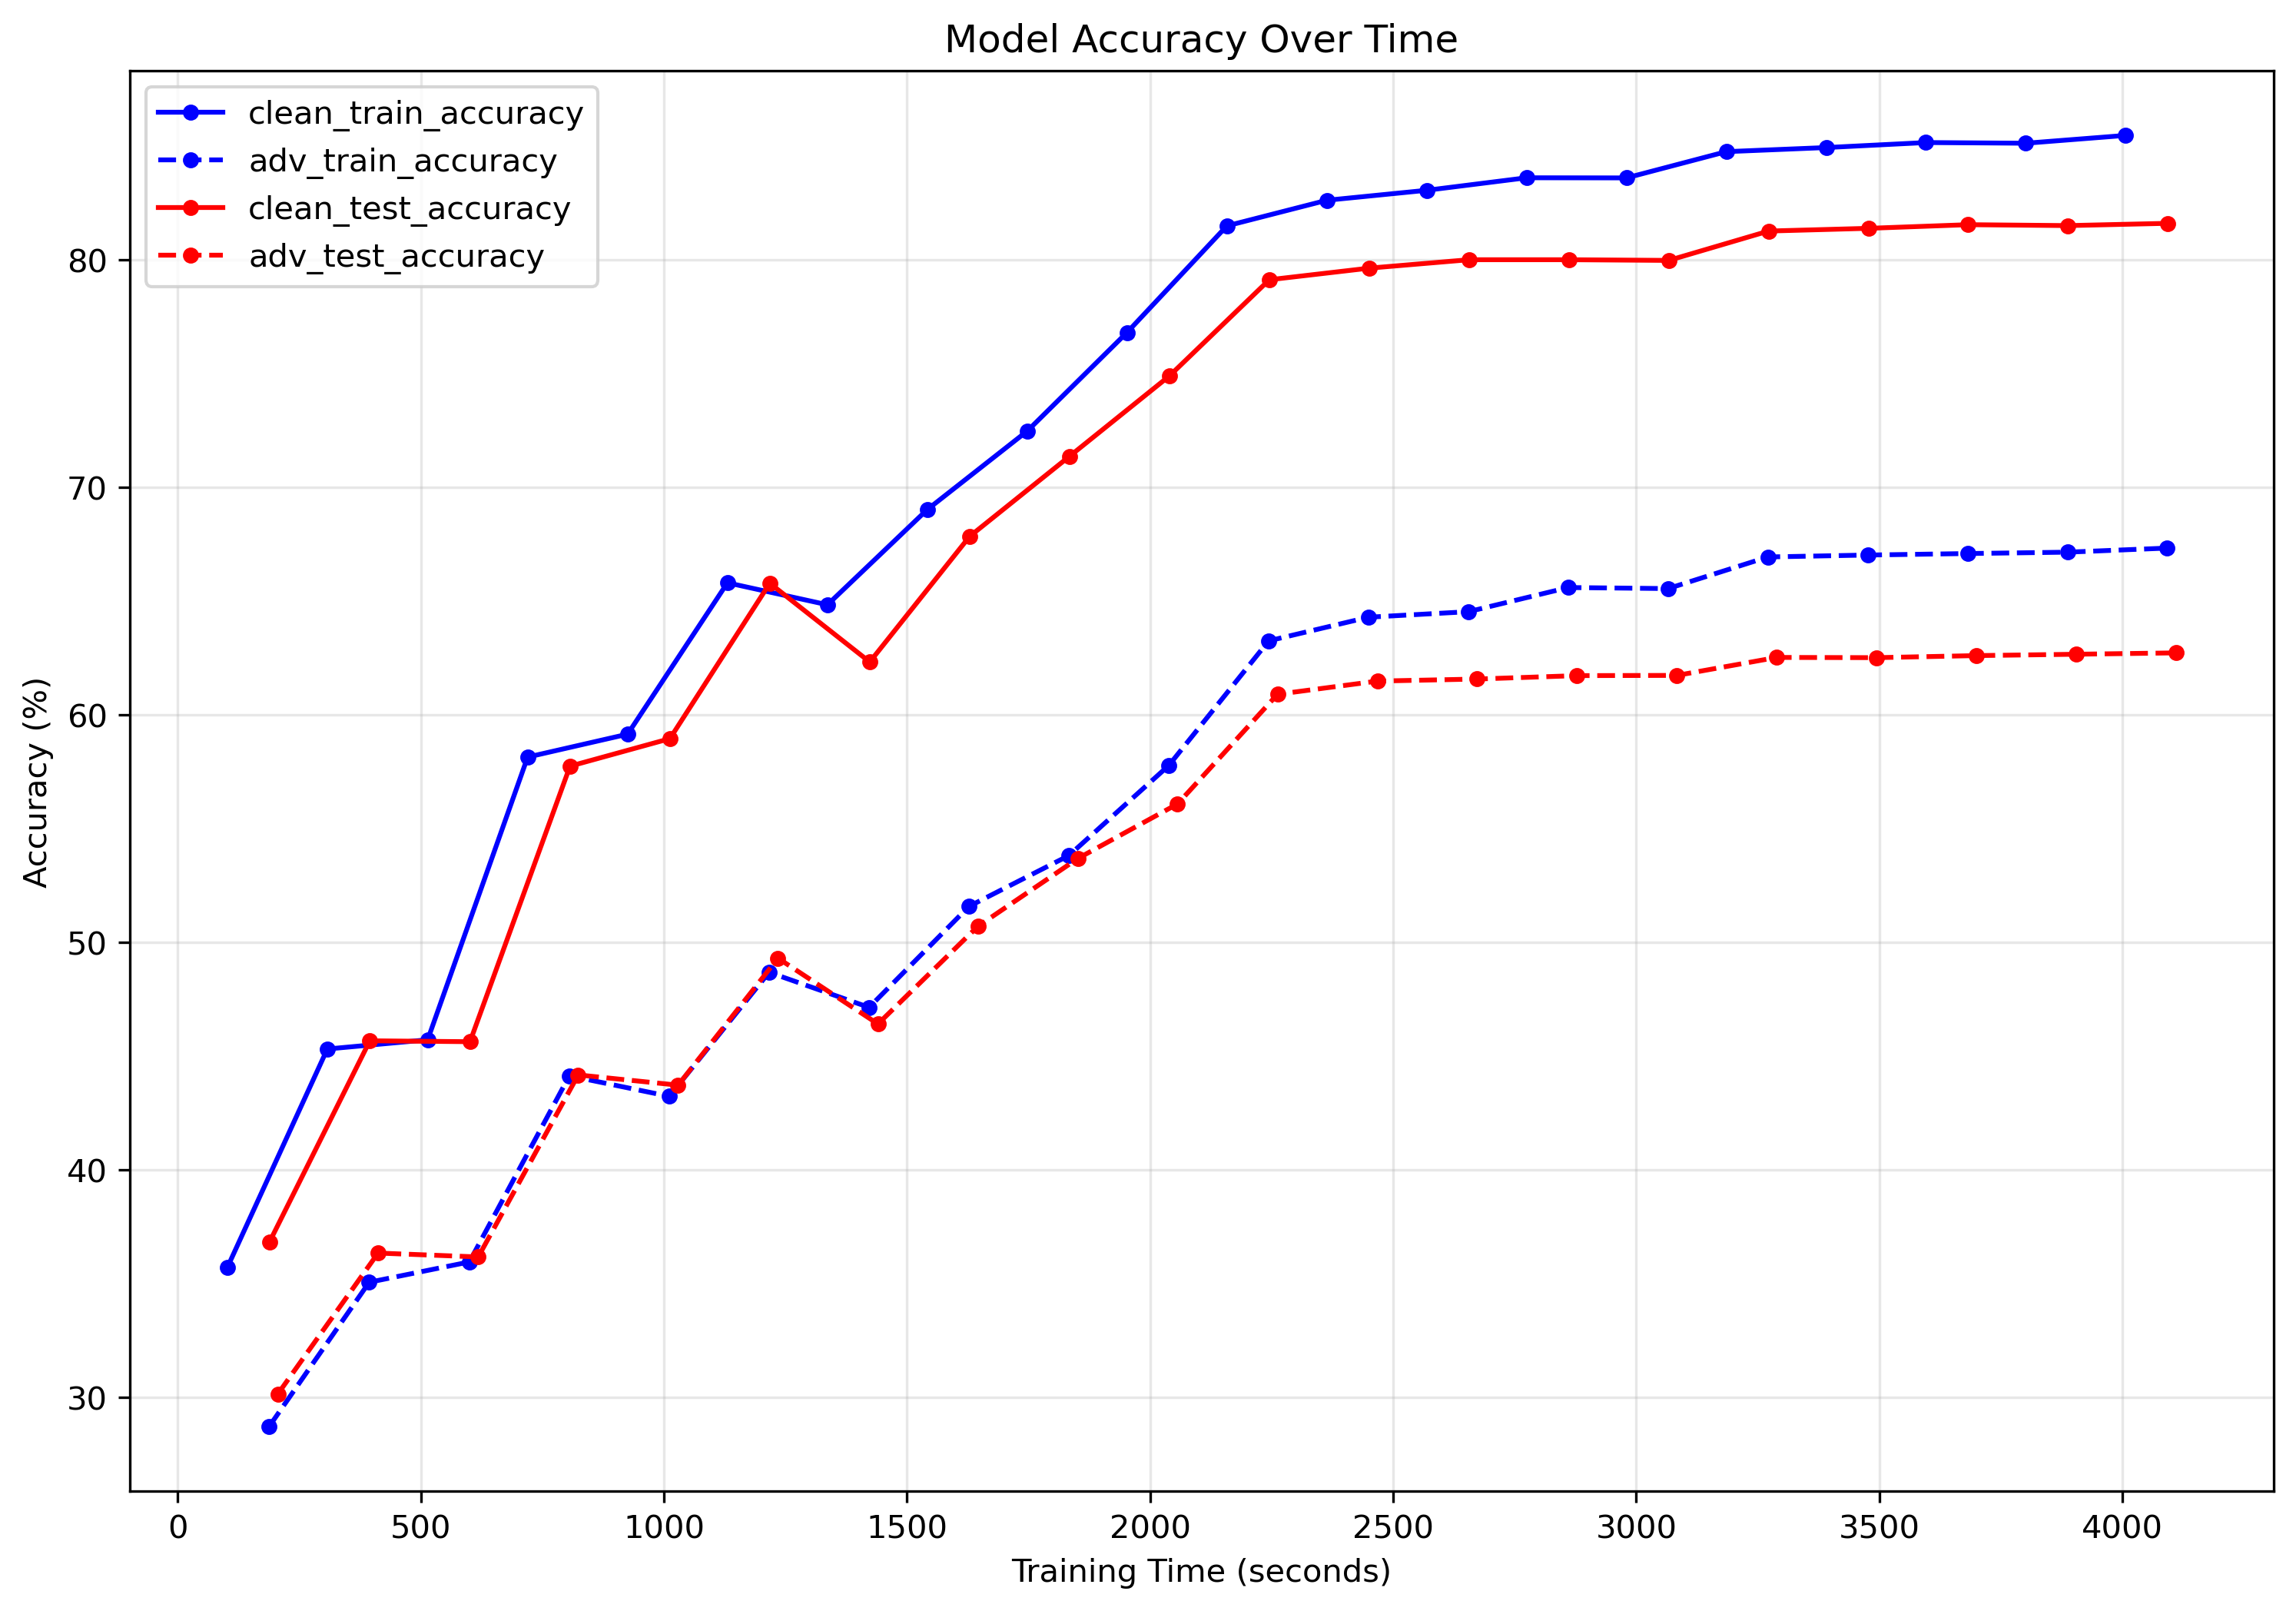 Model Accuracy Over Time
clean_train_accuracy
adv_train_accuracy
clean_test_accuracy
adv_test_accuracy
Accuracy (%)
80
70
60
50
40
30
0 500 1000 1500 2000 2500 3000 3500 4000
Training Time (seconds)